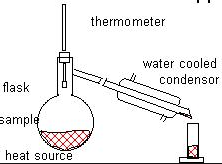 thermometer
water cooled
condensor
flask
sample
heat source